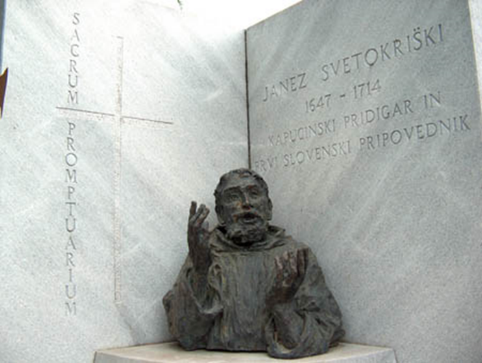 SACRUM PROMPTUARIUM
JANEZ SVETOKRIŠKI
1647 - 1714
KAPUCINSKI PRIDIGAR IN
PRVI SLOVENSKI PRIPOVEDNIK